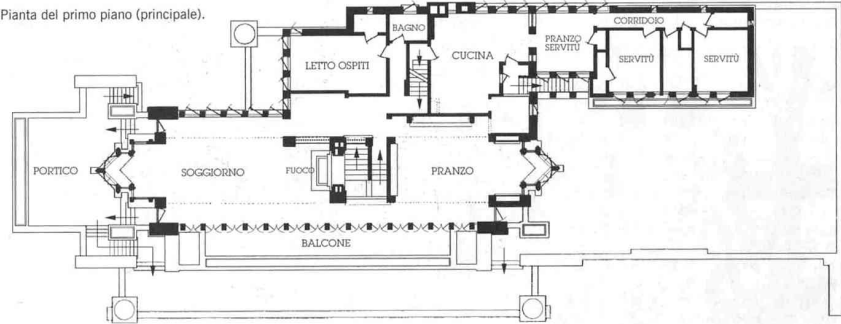 Pianta del primo piano (principale).
BAGNO
CORRIDOIO
LETTO OSPITI
CUCINA
PRANZO
SERVITÙ
SERVITÙ
SERVITÙ
PORTICO
SOGGIORNO
FUOCO
PRANZO
BALCONE